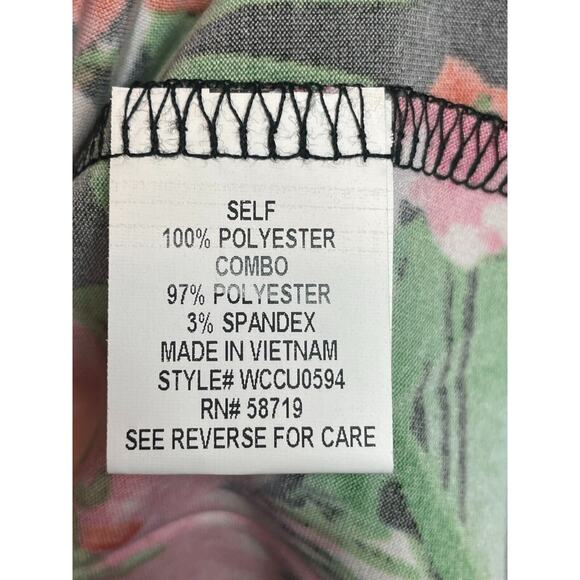 SELF
100% POLYESTER
COMBO
97% POLYESTER
3% SPANDEX
MADE IN VIETNAM
STYLE# WCCU0594
RN# 58719
SEE REVERSE FOR CARE